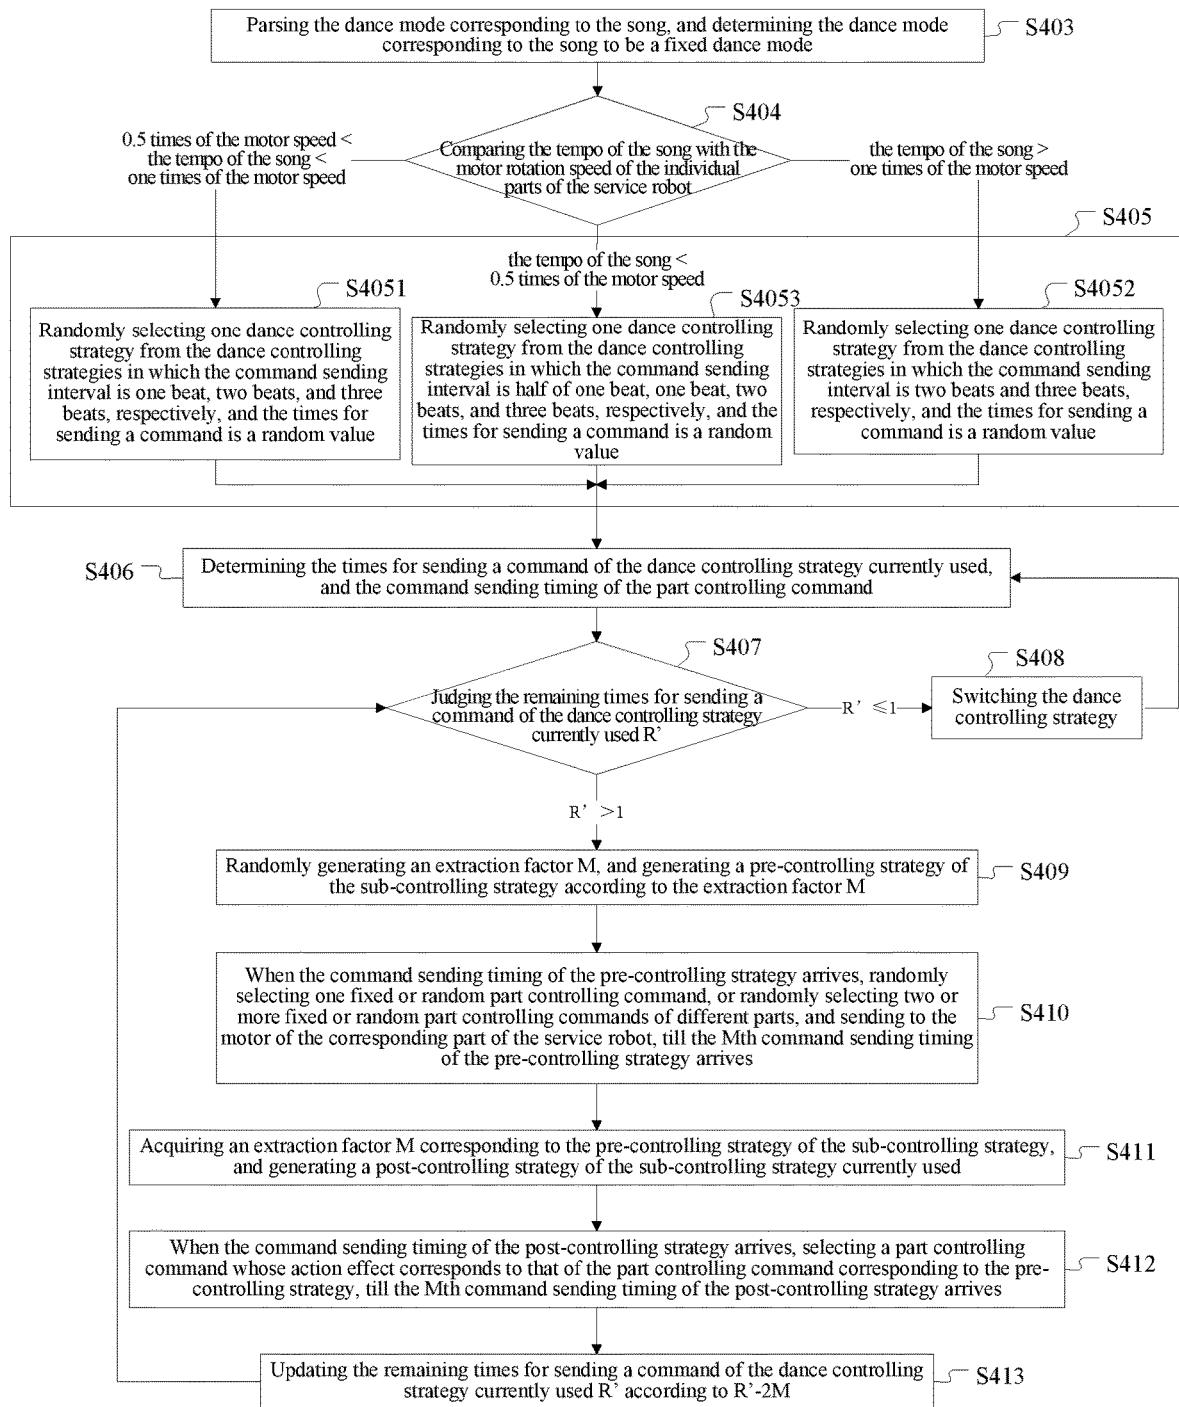 Parsing the dance mode corresponding to the song, and determining the dance mode
corresponding to the song to be a fixed dance mode
S403
S404
Comparing the tempo of the song with the
motor rotation speed of the individual
parts of the service robot
0.5 times of the motor speed <
the tempo of the song <
one times of the motor speed
the tempo of the song >
one times of the motor speed
S405
the tempo of the song <
0.5 times of the motor speed
S4051
Randomly selecting one dance controlling
strategy from the dance controlling
strategies in which the command sending
interval is one beat, two beats, and three
beats, respectively, and the times for
sending a command is a random value
S4053
Randomly selecting one dance controlling
strategy from the dance controlling
strategies in which the command sending
interval is half of one beat, one beat, two
beats, and three beats, respectively, and the
times for sending a command is a random
value
S4052
Randomly selecting one dance controlling
strategy from the dance controlling
strategies in which the command sending
interval is two beats and three beats,
respectively, and the times for sending a
command is a random value
S406
Determining the times for sending a command of the dance controlling strategy currently used,
and the command sending timing of the part controlling command
S407
Judging the remaining times for sending a
command of the dance controlling strategy
currently used R'
R' ≤1
S408
Switching the dance
controlling strategy
R' >1
Randomly generating an extraction factor M, and generating a pre-controlling strategy of
the sub-controlling strategy according to the extraction factor M
S409
When the command sending timing of the pre-controlling strategy arrives, randomly
selecting one fixed or random part controlling command, or randomly selecting two or
more fixed or random part controlling commands of different parts, and sending to the
motor of the corresponding part of the service robot, till the Mth command sending timing
of the pre-controlling strategy arrives
S410
Acquiring an extraction factor M corresponding to the pre-controlling strategy of the sub-controlling strategy,
and generating a post-controlling strategy of the sub-controlling strategy currently used
S411
When the command sending timing of the post-controlling strategy arrives, selecting a part controlling
command whose action effect corresponds to that of the part controlling command corresponding to the pre-
controlling strategy, till the Mth command sending timing of the post-controlling strategy arrives
S412
Updating the remaining times for sending a command of the dance controlling
strategy currently used R' according to R'-2M
S413